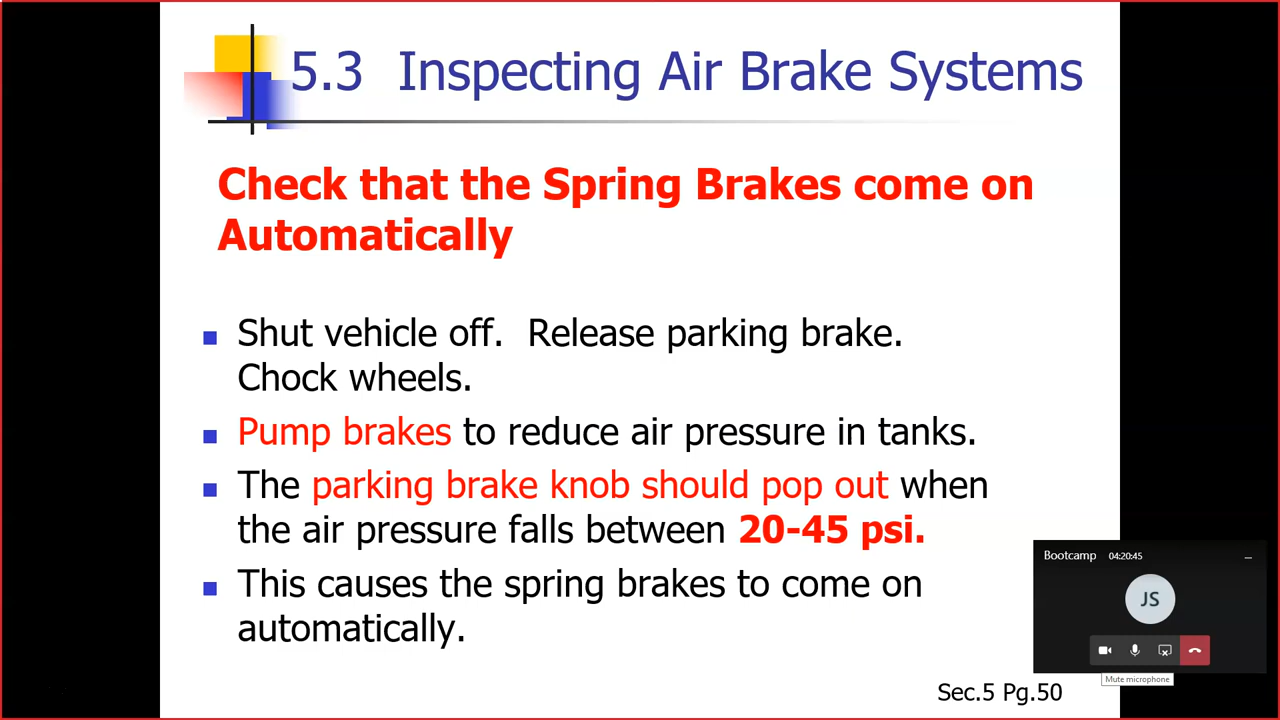 5.3 Inspecting Air Brake Systems
Check that the Spring Brakes come on
Automatically
Shut vehicle off. Release parking brake.
Chock wheels.
Pump brakes to reduce air pressure in tanks.
The parking brake knob should pop out when
the air pressure falls between 20-45 psi.
This causes the spring brakes to come on
automatically.
Bootcamp 04:20:45
JS
Mute microphone
Sec.5 Pg.50